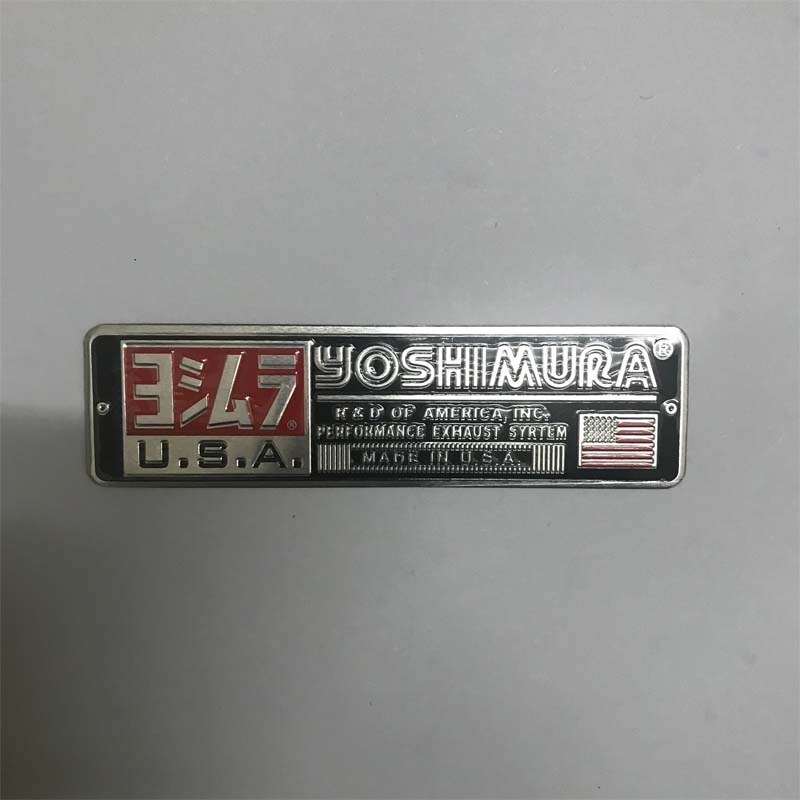 ヨシムラ®
U.S.A.
YOSHIMURA®
R & D OF AMERICA, INC.
PERFORMANCE EXHAUST SYRTEM
MADE IN U.S.A.